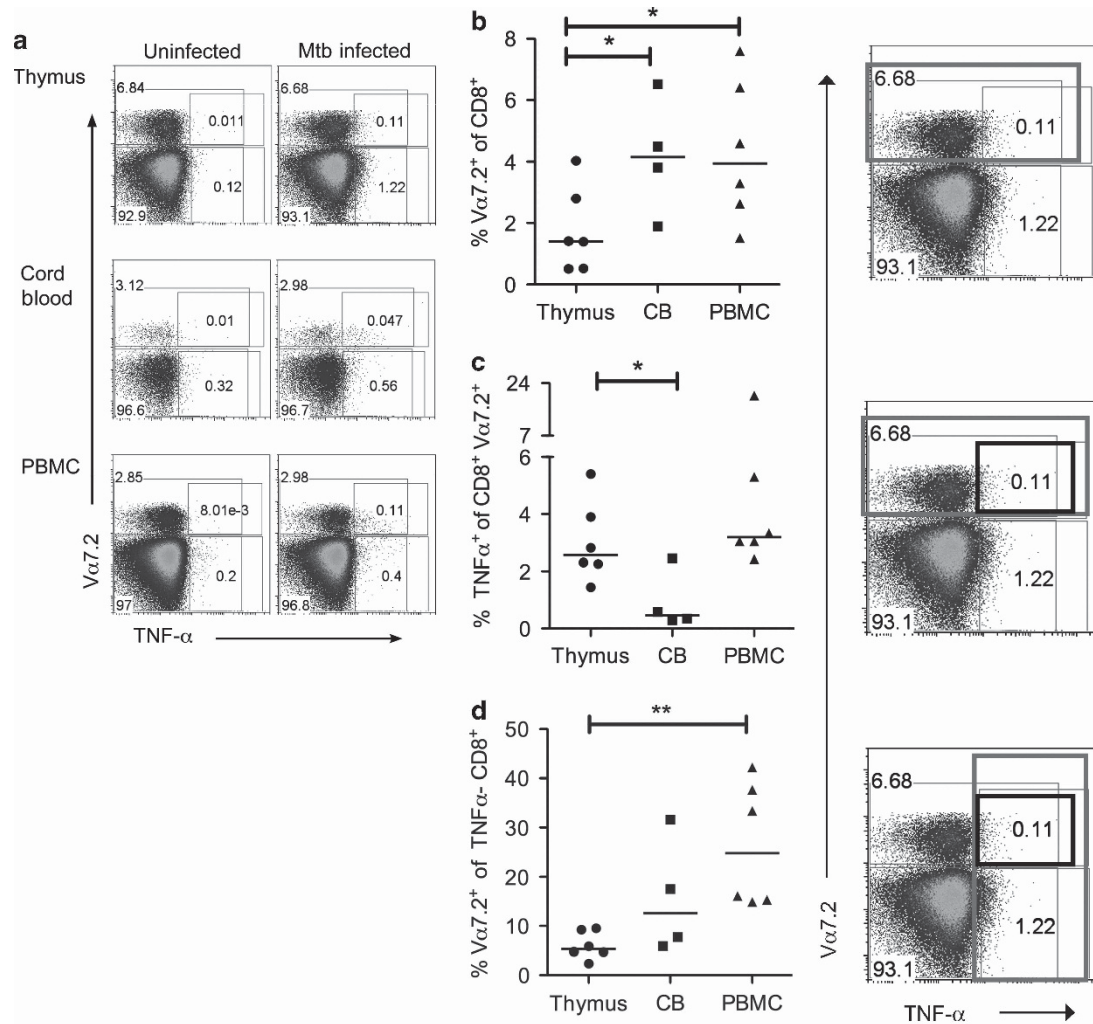 a
Uninfected
Mtb infected
Thymus
6.84
0.011
0.12
92.9
6.68
0.11
1.22
93.1
Cord
blood
3.12
0.01
0.32
96.6
2.98
0.047
0.56
96.7
PBMC
2.85
8.01e-3
0.2
97
2.98
0.11
0.4
96.8
Vα7.2
TNF-α
b
% Vα7.2⁺ of CD8⁺
8
6
4
2
0
*
*
Thymus
CB
PBMC
6.68
0.11
1.22
93.1
c
% TNFα⁺ of CD8⁺ Vα7.2⁺
24
7
6
4
2
0
*
Thymus
CB
PBMC
6.68
0.11
1.22
93.1
d
% Vα7.2⁺ of TNFα- CD8⁺
50
40
30
20
10
0
**
Thymus
CB
PBMC
6.68
0.11
1.22
93.1
Vα7.2
TNF-α